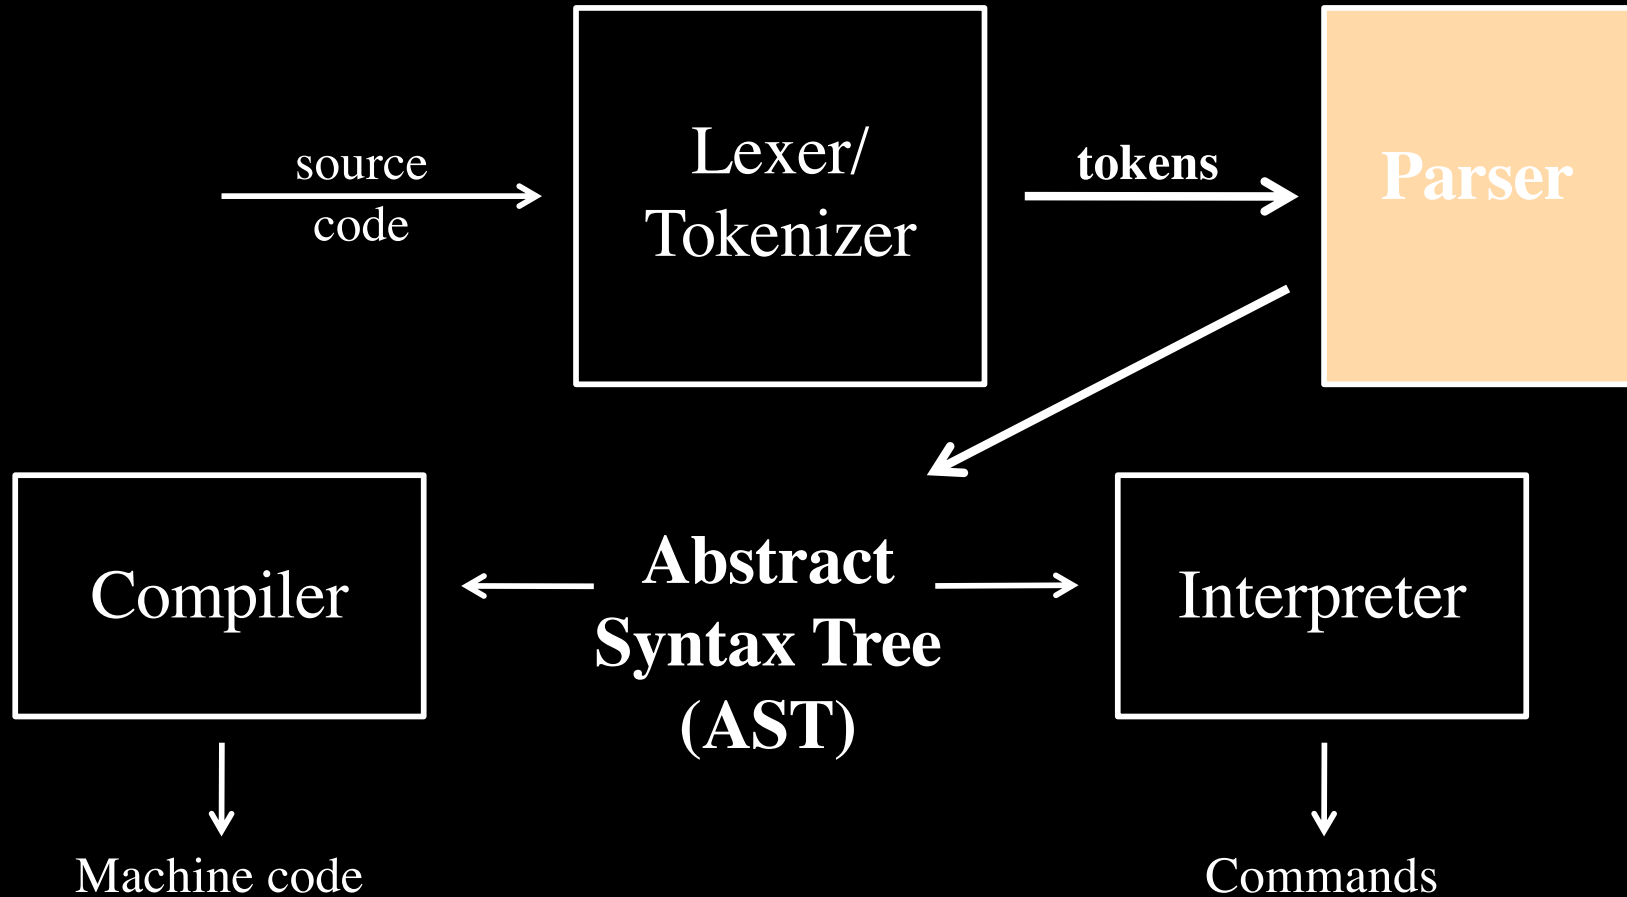 source
code
Lexer/
Tokenizer
tokens
Parser
Compiler
Abstract
Syntax Tree
(AST)
Interpreter
Machine code
Commands